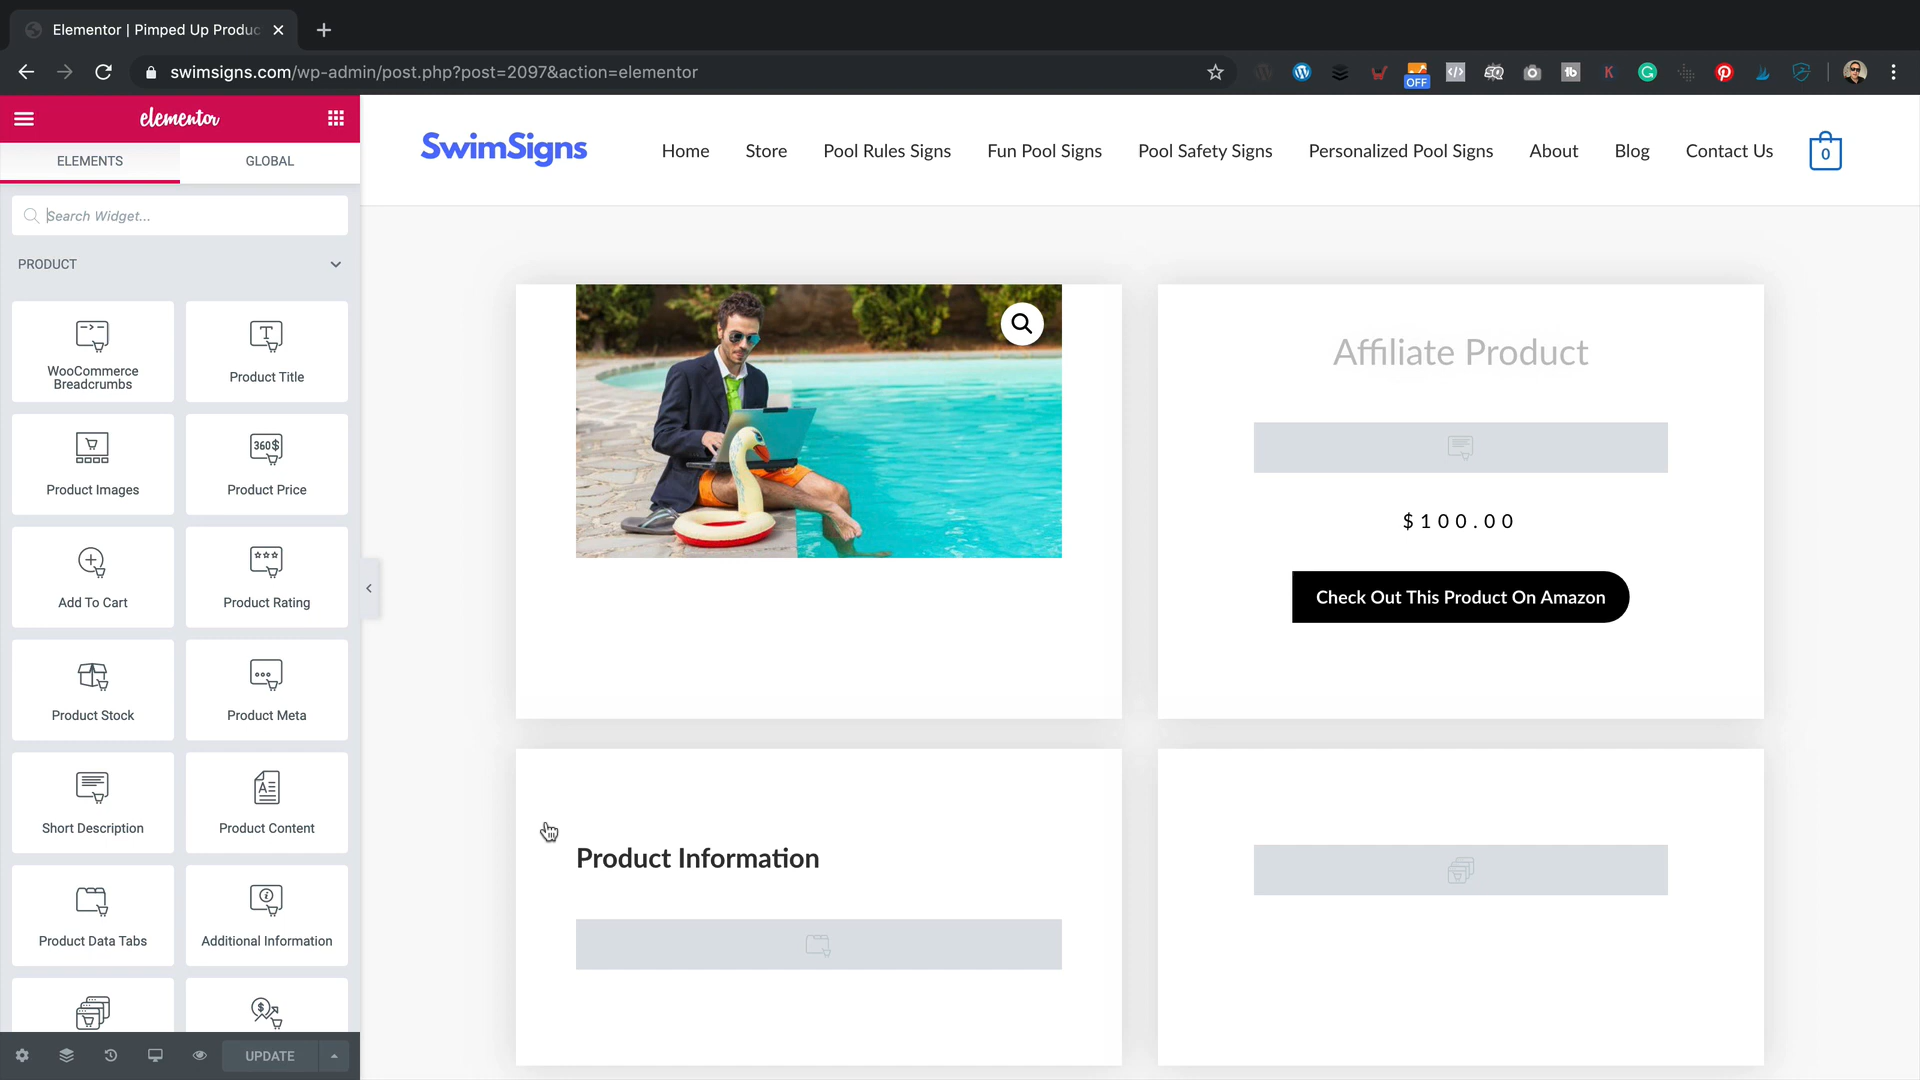 Elementor | Pimped Up Produc
swimsigns.com/wp-admin/post.php?post=2097&action=elementor
OFF
elementor
ELEMENTS
GLOBAL
Search Widget...
PRODUCT
WooCommerce Breadcrumbs
Product Title
Product Images
360$
Product Price
Add To Cart
Product Rating
Product Stock
Product Meta
Short Description
Product Content
Product Data Tabs
Additional Information
UPDATE
SwimSigns
Home
Store
Pool Rules Signs
Fun Pool Signs
Pool Safety Signs
Personalized Pool Signs
About
Blog
Contact Us
0
Affiliate Product
$100.00
Check Out This Product On Amazon
Product Information